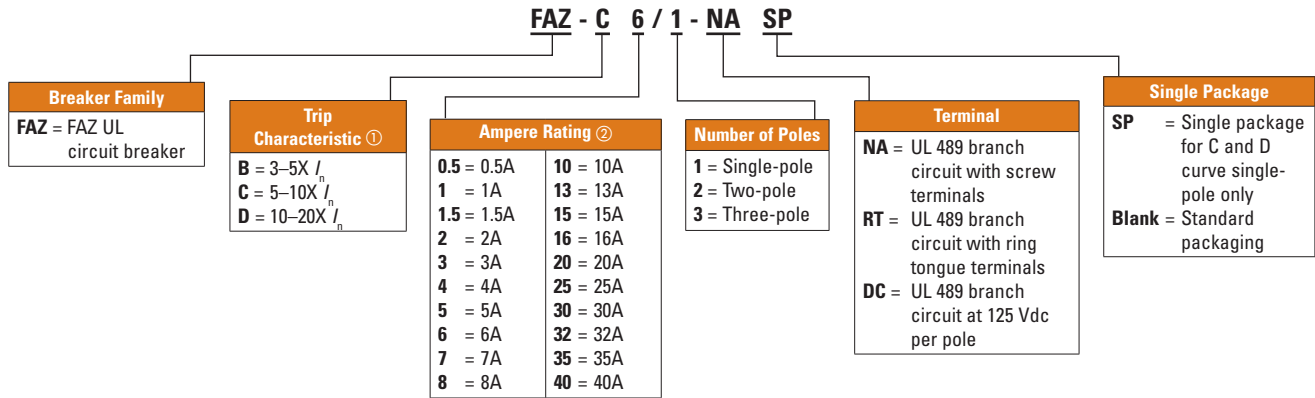 FAZ - C 6 / 1 - NA SP
Breaker Family
FAZ = FAZ UL
circuit breaker
Trip
Characteristic ①
B = 3–5X In
C = 5–10X In
D = 10–20X In
Ampere Rating ②
0.5 = 0.5A
1 = 1A
1.5 = 1.5A
2 = 2A
3 = 3A
4 = 4A
5 = 5A
6 = 6A
7 = 7A
8 = 8A
10 = 10A
13 = 13A
15 = 15A
16 = 16A
20 = 20A
25 = 25A
30 = 30A
32 = 32A
35 = 35A
40 = 40A
Number of Poles
1 = Single-pole
2 = Two-pole
3 = Three-pole
Terminal
NA = UL 489 branch
circuit with screw
terminals
RT = UL 489 branch
circuit with ring
tongue terminals
DC = UL 489 branch
circuit at 125 Vdc
per pole
Single Package
SP = Single package
for C and D
curve single-
pole only
Blank = Standard
packaging